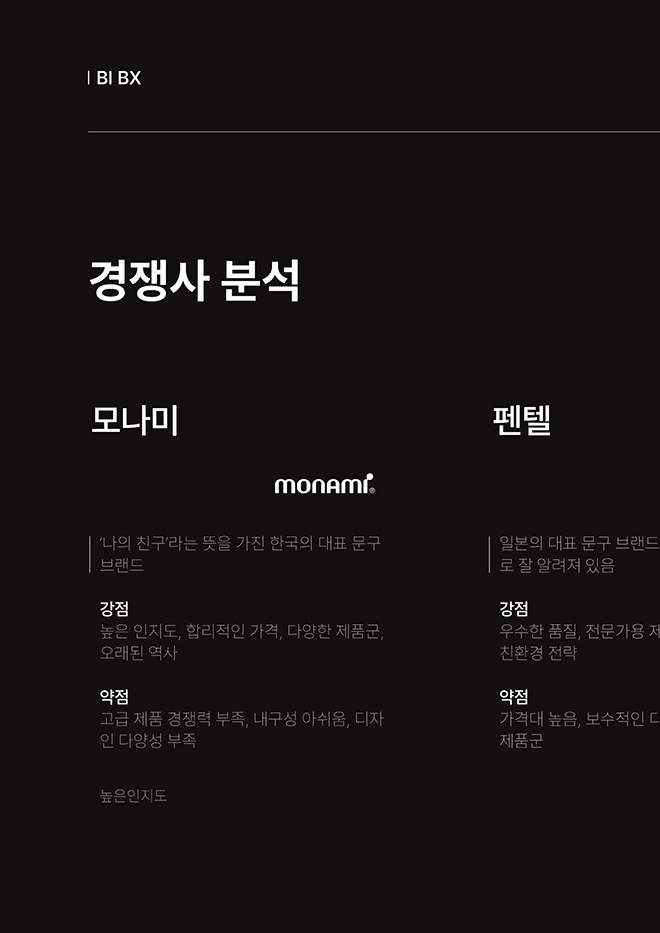 | BI BX
경쟁사 분석
모나미
monami®
'나의 친구'라는 뜻을 가진 한국의 대표 문구
브랜드
강점
높은 인지도, 합리적인 가격, 다양한 제품군,
오래된 역사
약점
고급 제품 경쟁력 부족, 내구성 아쉬움, 디자
인 다양성 부족
높은인지도
펜텔
일본의 대표 문구 브랜드
로 잘 알려져 있음
강점
우수한 품질, 전문가용 제
친환경 전략
약점
가격대 높음, 보수적인 디
제품군